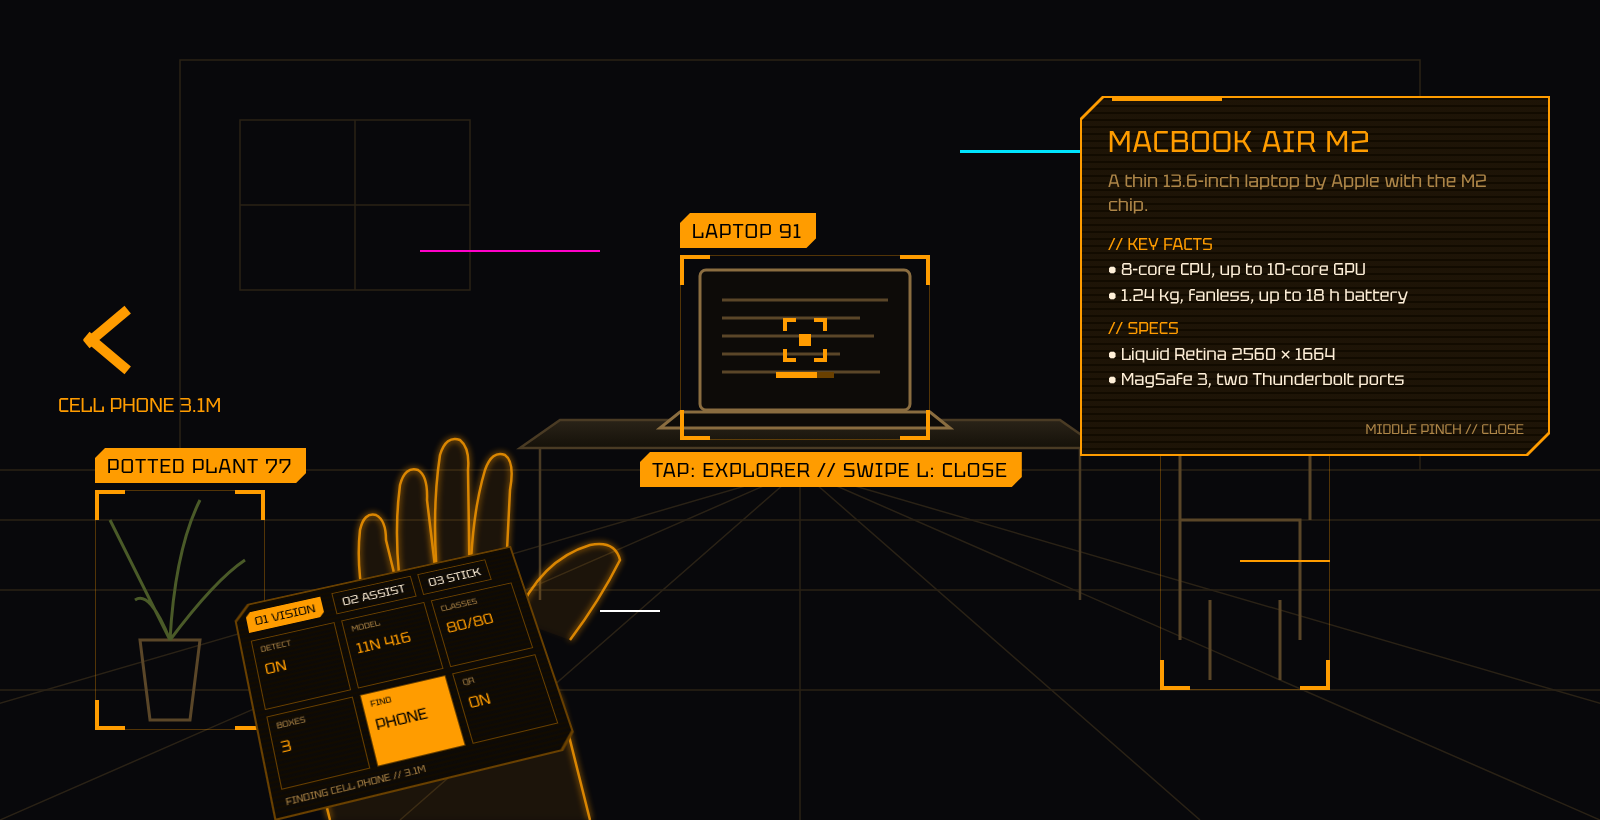 MACBOOK AIR M2
A thin 13.6-inch laptop by Apple with the M2
chip.
// KEY FACTS
• 8-core CPU, up to 10-core GPU
• 1.24 kg, fanless, up to 18 h battery
// SPECS
• Liquid Retina 2560 × 1664
• MagSafe 3, two Thunderbolt ports
MIDDLE PINCH // CLOSE
LAPTOP 91
TAP: EXPLORER // SWIPE L: CLOSE
CELL PHONE 3.1M
POTTED PLANT 77
01 VISION
02 ASSIST
03 STICK
DETECT
ON
MODEL
11N 416
CLASSES
80/80
BOXES
3
FIND
PHONE
QR
ON
FINDING CELL PHONE // 3.1M